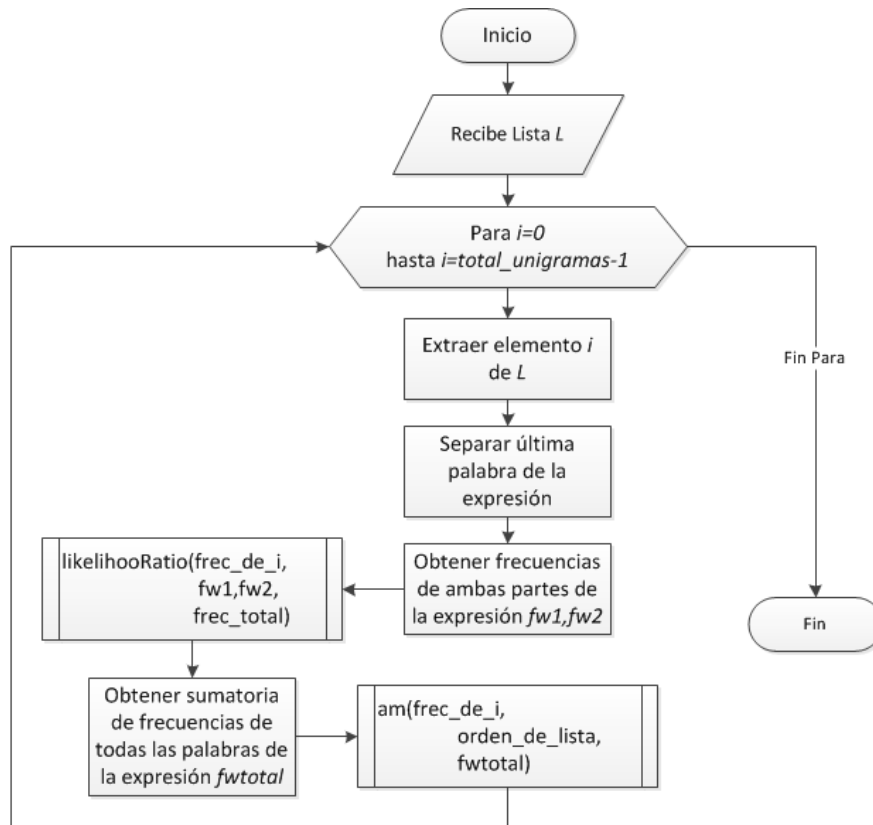 Inicio
Recibe Lista L
Para i=0
hasta i=total_unigramas-1
Extraer elemento i
de L
Fin Para
Separar última
palabra de la
expresión
Obtener frecuencias
de ambas partes de
la expresión fw1,fw2
likelihooRatio(frec_de_i,
fw1,fw2,
frec_total)
Fin
Obtener sumatoria
de frecuencias de
todas las palabras de
la expresión fwtotal
am(frec_de_i,
orden_de_lista,
fwtotal)